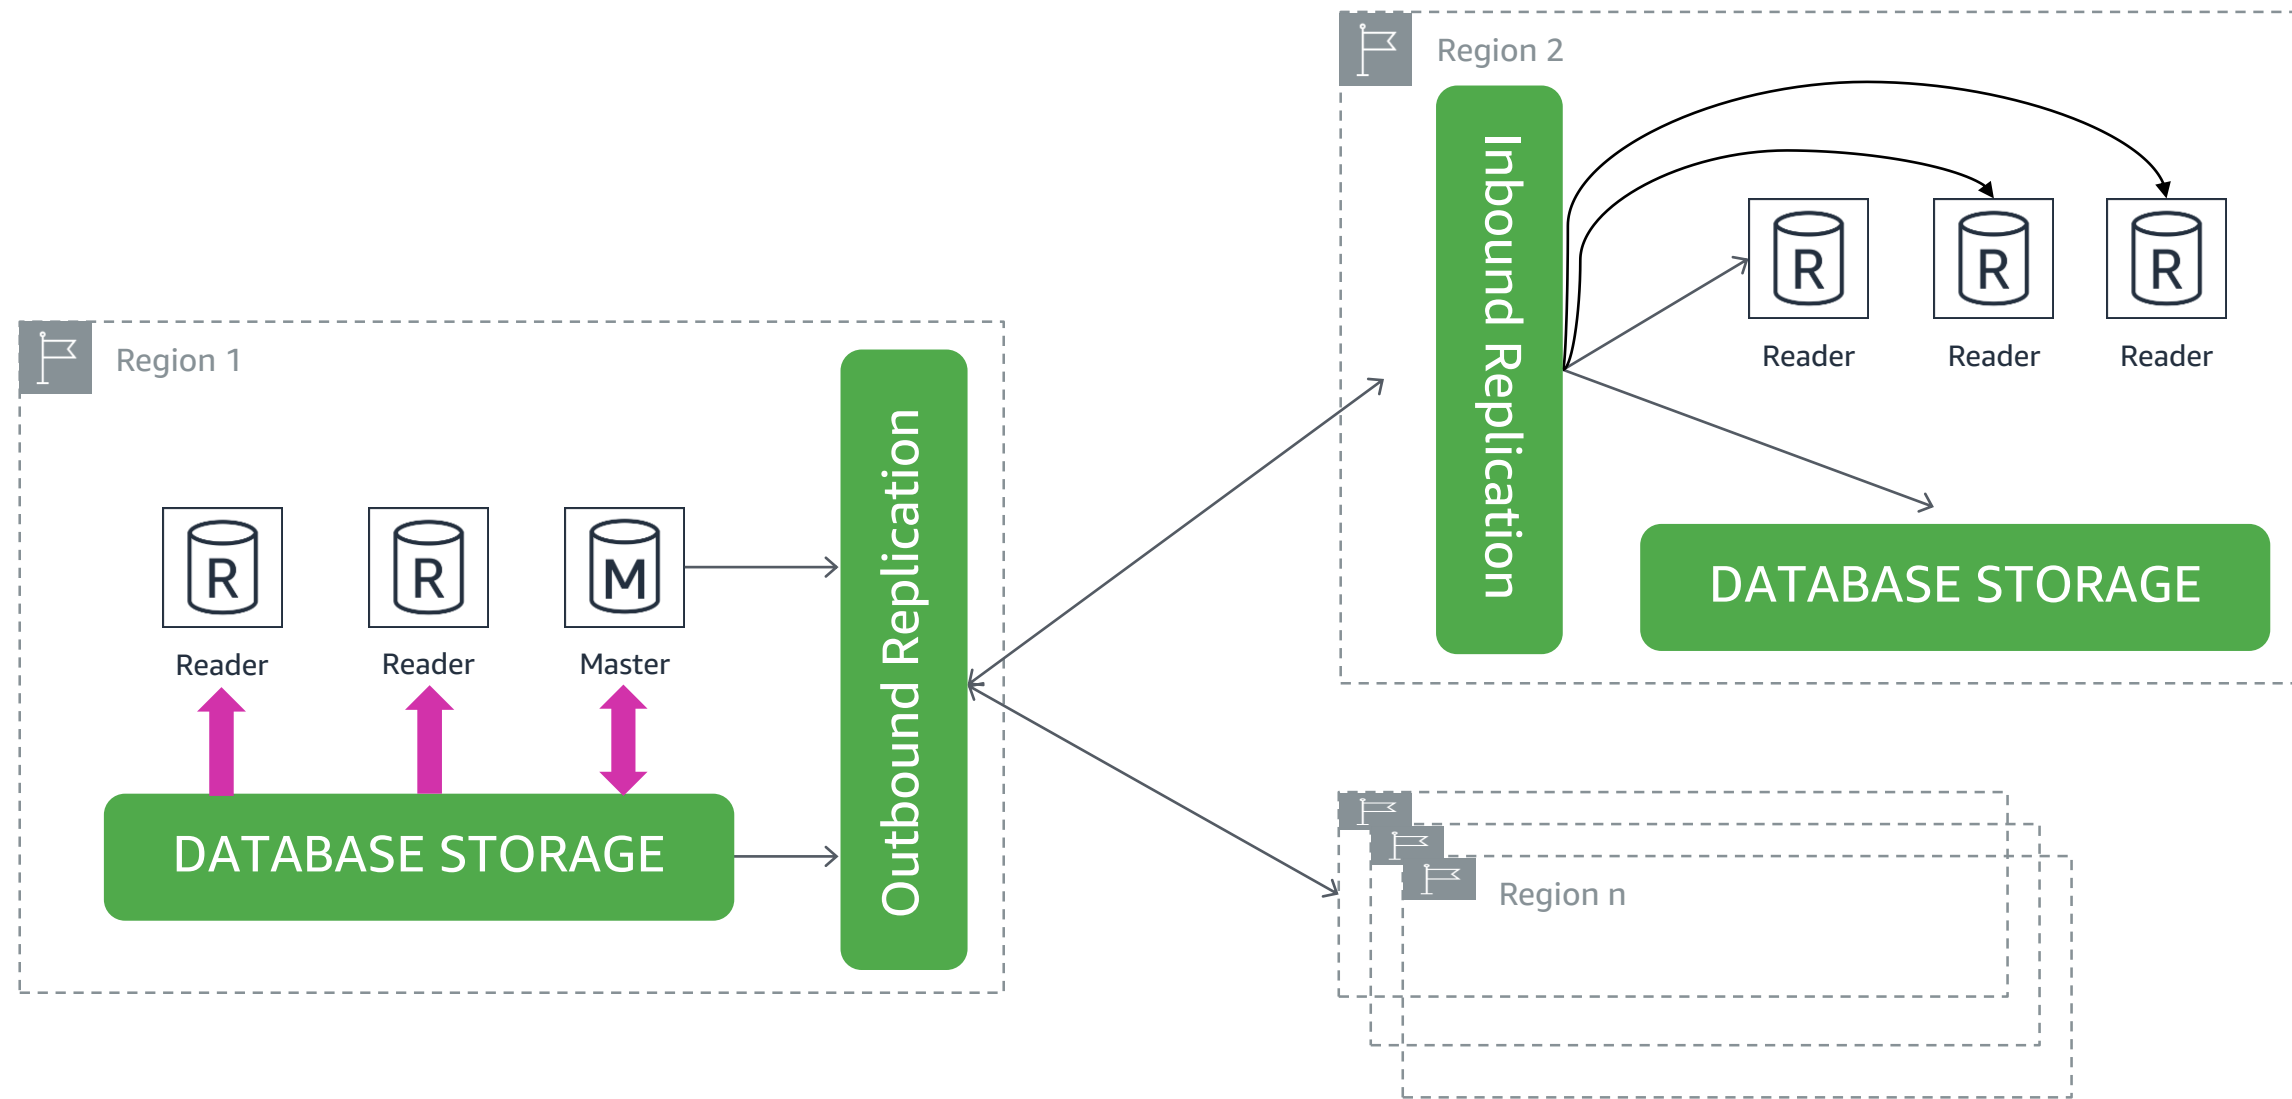 Region 1
R
Reader
R
Reader
M
Master
DATABASE STORAGE
Outbound Replication
Region 2
Inbound Replication
R
Reader
R
Reader
R
Reader
DATABASE STORAGE
Region n